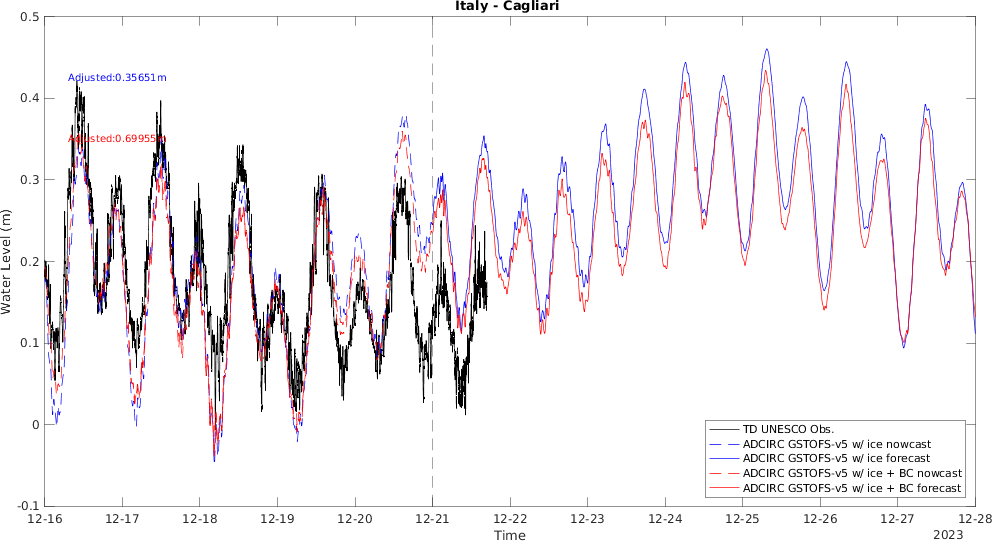 Italy - Cagliari
0.5
0.4
0.3
0.2
0.1
0
-0.1
Water Level (m)
Adjusted:0.35651m
Adjusted:0.69955m
TD UNESCO Obs.
ADCIRC GSTOFS-v5 w/ ice nowcast
ADCIRC GSTOFS-v5 w/ ice forecast
ADCIRC GSTOFS-v5 w/ ice + BC nowcast
ADCIRC GSTOFS-v5 w/ ice + BC forecast
12-16 12-17 12-18 12-19 12-20 12-21 12-22 12-23 12-24 12-25 12-26 12-27 12-28
Time
2023